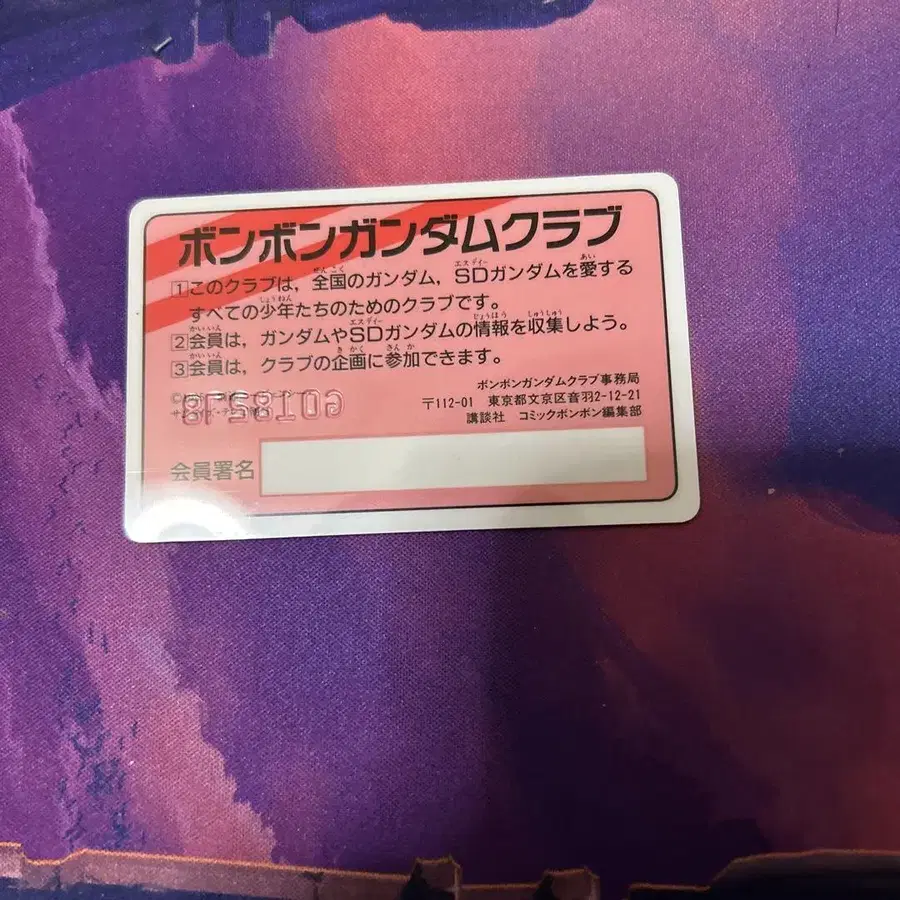 ボンボンガンダムクラブ
1このクラブは，全国のガンダム，SDガンダムを愛する
すべての少年たちのためのクラブです。
2会員は，ガンダムやSDガンダムの情報を収集しよう。
3会員は，クラブの企画に参加できます。
ボンボンガンダムクラブ事務局
〒112-01 東京都文京区音羽2-12-21
講談社 コミックボンボン編集部
会員署名